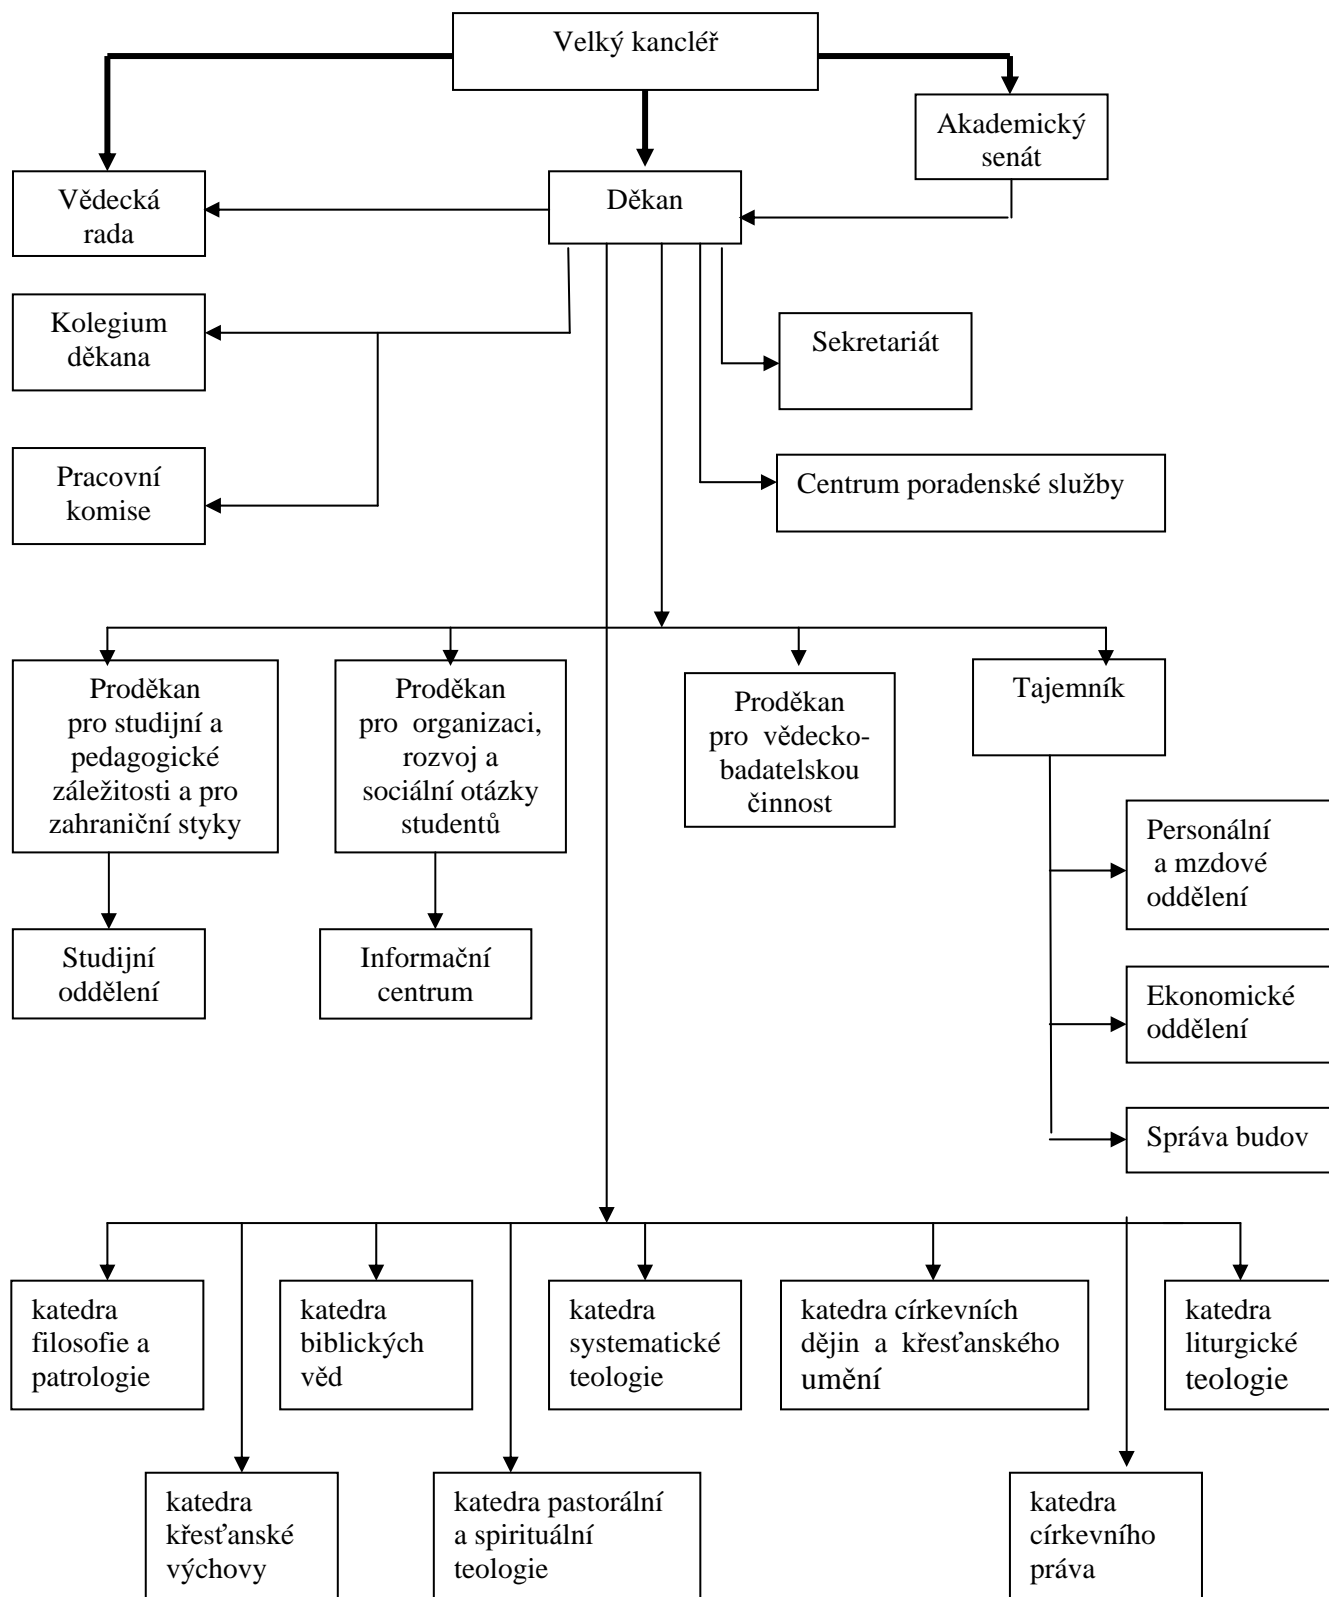 Velký kancléř
Akademický
senát
Vědecká
rada
Děkan
Kolegium
děkana
Sekretariát
Pracovní
komise
Centrum poradenské služby
Proděkan
pro studijní a
pedagogické
záležitosti a pro
zahraniční styky
Proděkan
pro organizaci,
rozvoj a
sociální otázky
studentů
Proděkan
pro vědecko-
badatelskou
činnost
Tajemník
Personální
a mzdové
oddělení
Studijní
oddělení
Informační
centrum
Ekonomické
oddělení
Správa budov
katedra
filosofie a
patrologie
katedra
biblických
věd
katedra
systematické
teologie
katedra církevních
dějin a křesťanského
umění
katedra
liturgické
teologie
katedra
křesťanské
výchovy
katedra pastorální
a spirituální
teologie
katedra
církevního
práva